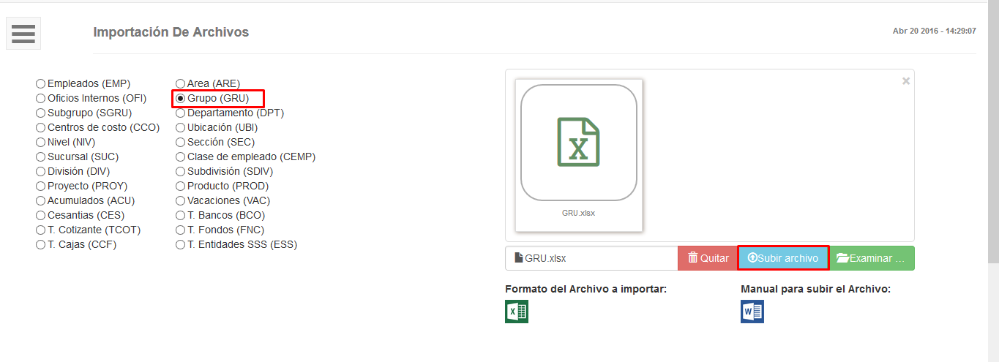 Importación De Archivos
Abr 20 2016 - 14:29:07
Empleados (EMP)
Area (ARE)
Oficios Internos (OFI)
Grupo (GRU)
Subgrupo (SGRU)
Departamento (DPT)
Centros de costo (CCO)
Ubicación (UBI)
Nivel (NIV)
Sección (SEC)
Sucursal (SUC)
Clase de empleado (CEMP)
División (DIV)
Subdivisión (SDIV)
Proyecto (PROY)
Producto (PROD)
Acumulados (ACU)
Vacaciones (VAC)
Cesantias (CES)
T. Bancos (BCO)
T. Cotizante (TCOT)
T. Fondos (FNC)
T. Cajas (CCF)
T. Entidades SSS (ESS)
X
GRU.xlsx
GRU.xlsx
Quitar
Subir archivo
Examinar ...
Formato del Archivo a importar:
Manual para subir el Archivo:
X
W